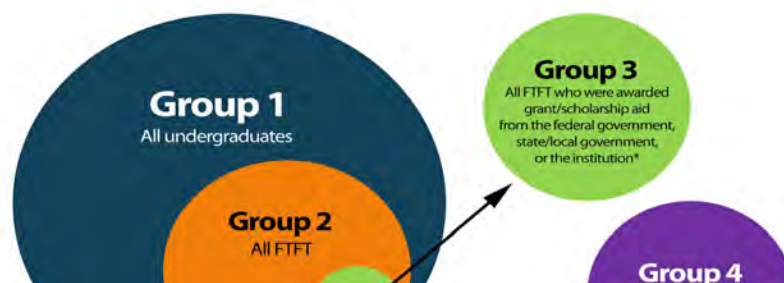 Group 1
All undergraduates
Group 2
All FTFT
Group 3
All FTFT who were awarded
grant/scholarship aid
from the federal government,
state/local government,
or the institution*
Group 4